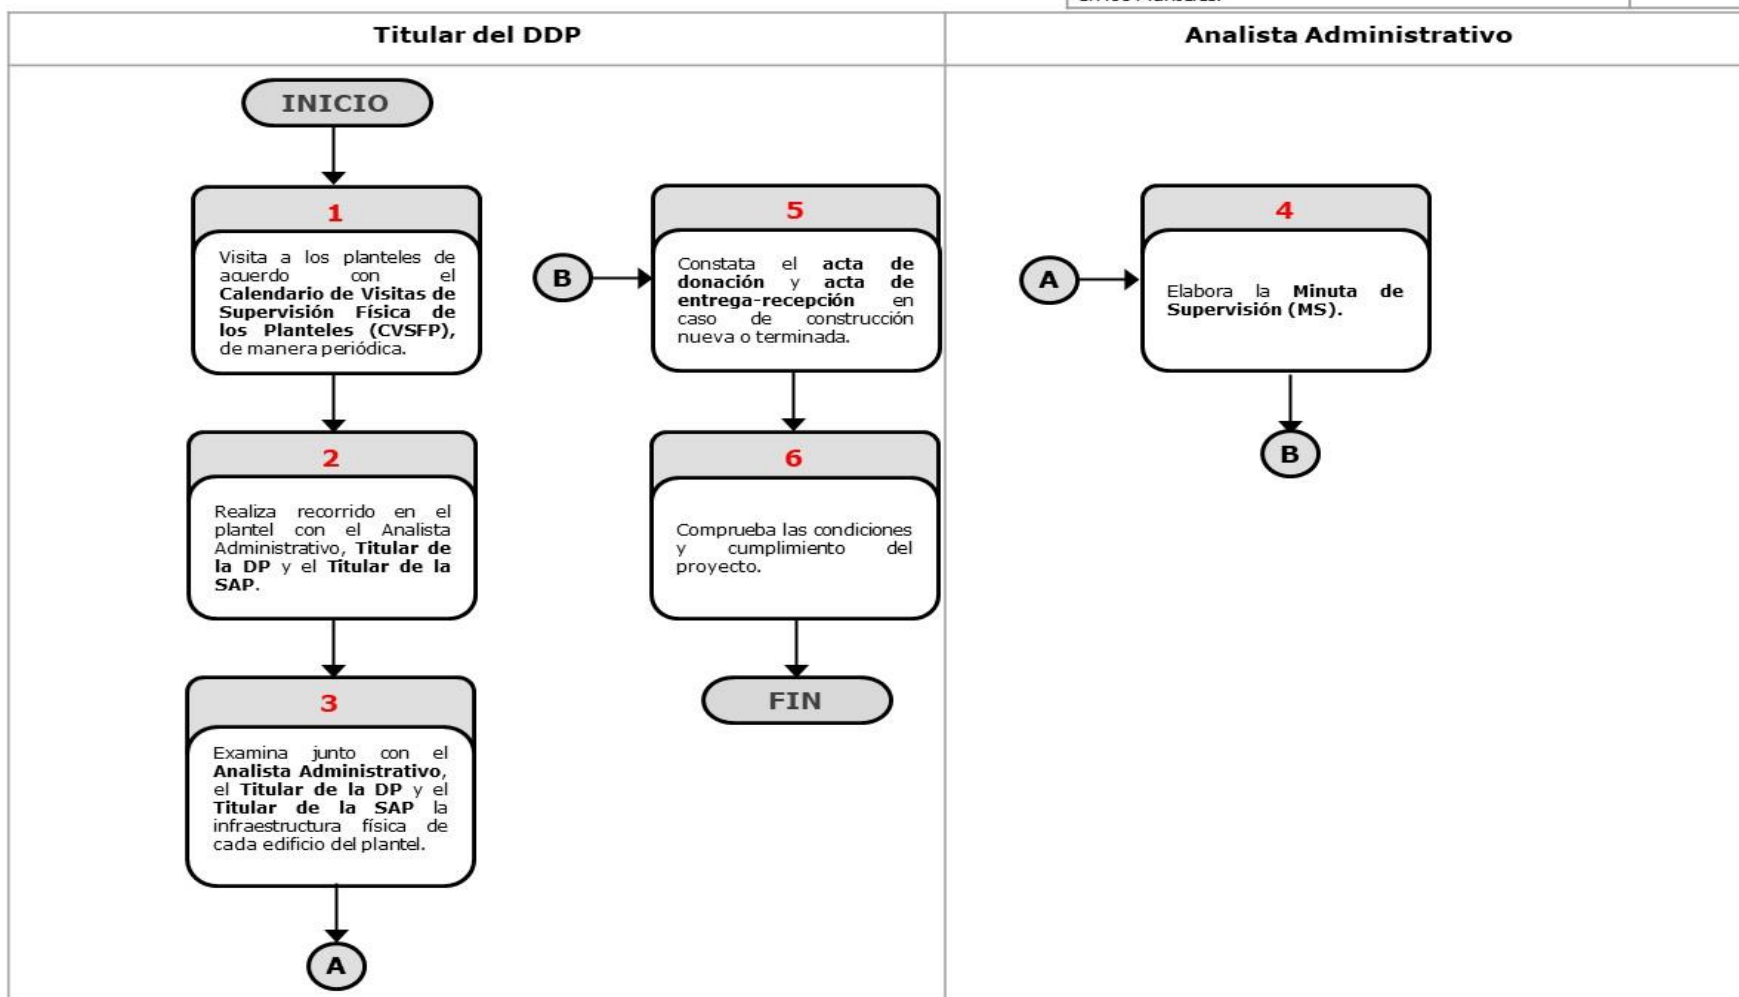 Titular del DDP
Analista Administrativo
INICIO
1
Visita a los planteles de
acuerdo con el
Calendario de Visitas de
Supervisión Física de
los Planteles (CVSFP),
de manera periódica.
2
Realiza recorrido en el
plantel con el Analista
Administrativo, Titular de
la DP y el Titular de la
SAP.
3
Examina junto con el
Analista Administrativo,
el Titular de la DP y el
Titular de la SAP la
infraestructura física de
cada edificio del plantel.
A
B
5
Constata el acta de
donación y acta de
entrega-recepción en
caso de construcción
nueva o terminada.
6
Comprueba las condiciones
y cumplimiento del
proyecto.
FIN
A
4
Elabora la Minuta de
Supervisión (MS).
B